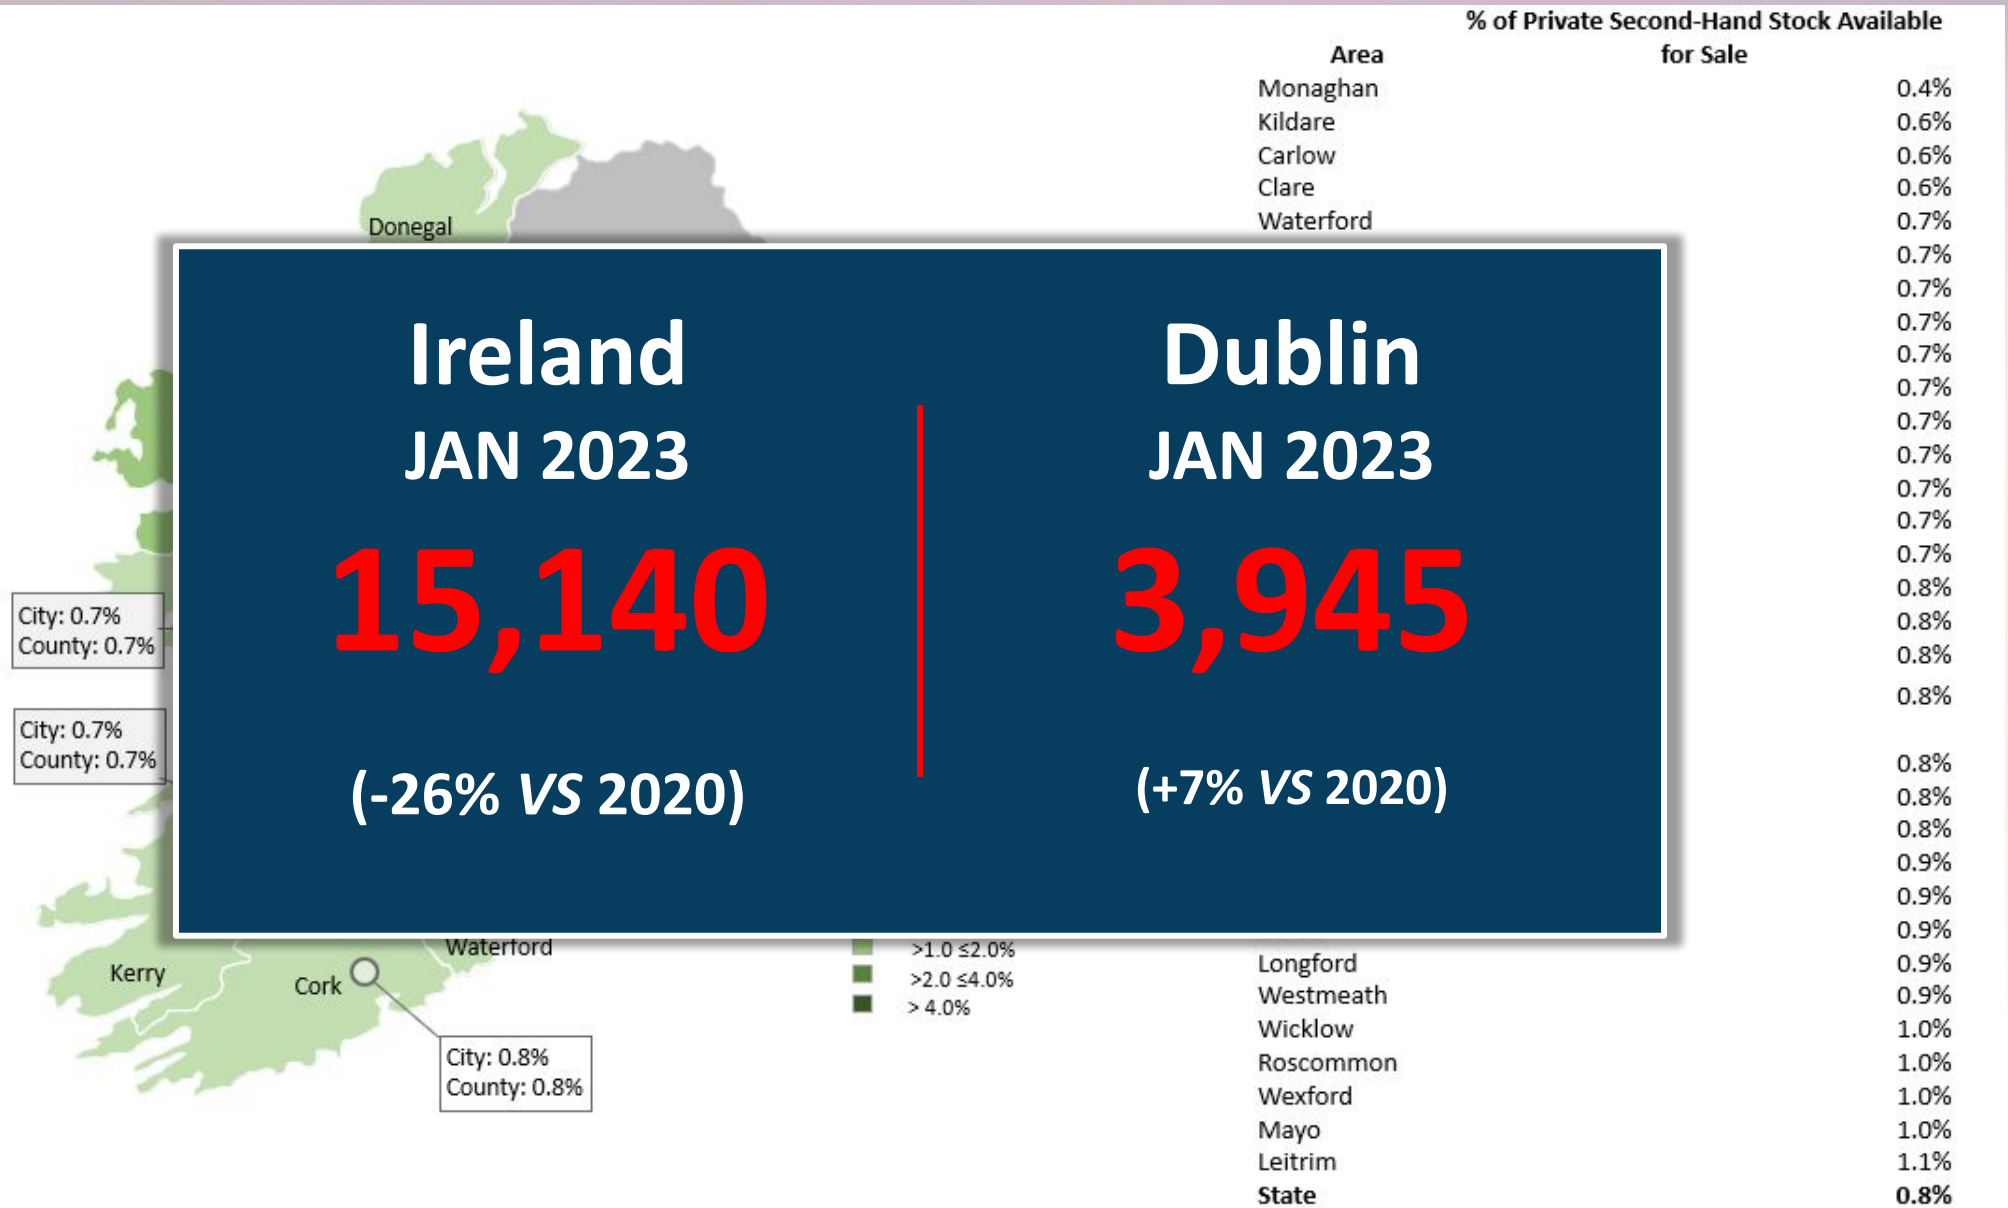 % of Private Second-Hand Stock Available
Area for Sale
Monaghan 0.4%
Kildare 0.6%
Carlow 0.6%
Clare 0.6%
Waterford 0.7%
0.7%
0.7%
0.7%
0.7%
0.7%
0.7%
0.7%
0.7%
0.7%
0.7%
0.8%
0.8%
0.8%
0.8%
0.8%
0.8%
0.8%
0.9%
0.9%
0.9%
Longford 0.9%
Westmeath 0.9%
Wicklow 1.0%
Roscommon 1.0%
Wexford 1.0%
Mayo 1.0%
Leitrim 1.1%
State 0.8%
Donegal
Ireland
JAN 2023
15,140
(-26% VS 2020)
Dublin
JAN 2023
3,945
(+7% VS 2020)
City: 0.7%
County: 0.7%
City: 0.7%
County: 0.7%
Waterford
Kerry
Cork
City: 0.8%
County: 0.8%
>1.0 ≤2.0%
>2.0 ≤4.0%
> 4.0%